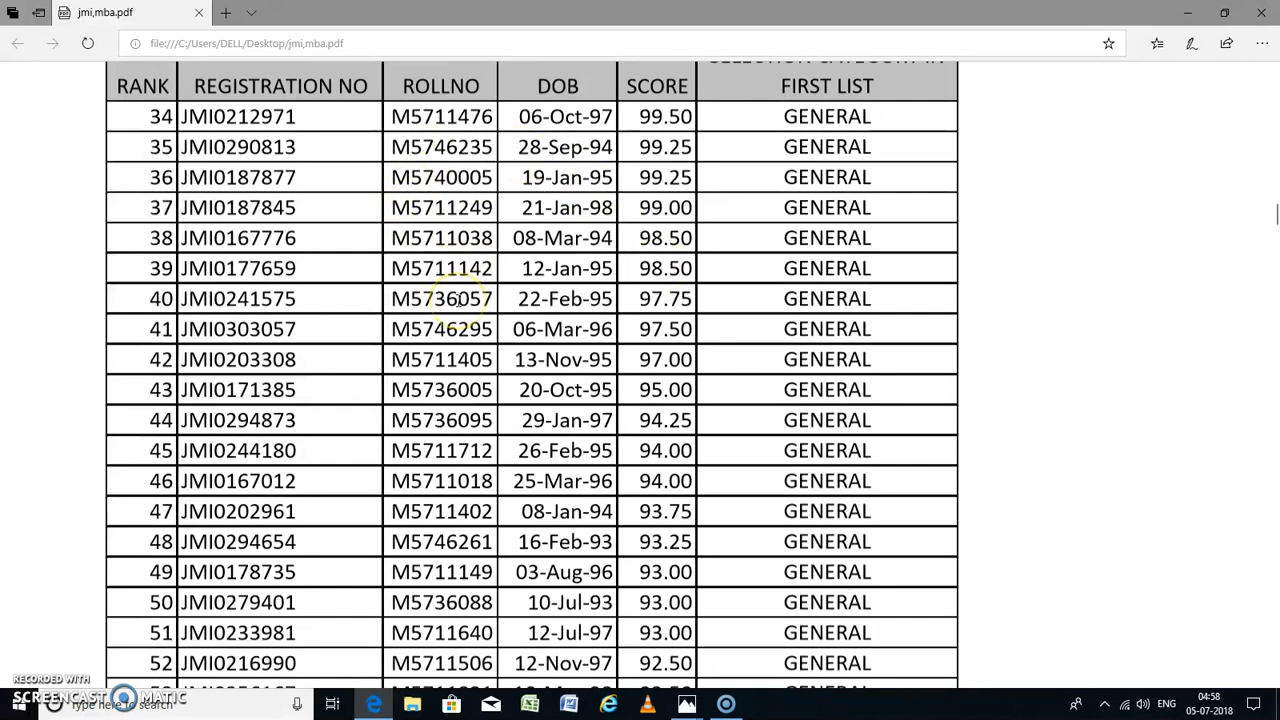 jmi,mba.pdf
file:///C:/Users/DELL/Desktop/jmi,mba.pdf
RANK REGISTRATION NO ROLLNO DOB SCORE FIRST LIST
34 JMI0212971 M5711476 06-Oct-97 99.50 GENERAL
35 JMI0290813 M5746235 28-Sep-94 99.25 GENERAL
36 JMI0187877 M5740005 19-Jan-95 99.25 GENERAL
37 JMI0187845 M5711249 21-Jan-98 99.00 GENERAL
38 JMI0167776 M5711038 08-Mar-94 98.50 GENERAL
39 JMI0177659 M5711142 12-Jan-95 98.50 GENERAL
40 JMI0241575 M5736057 22-Feb-95 97.75 GENERAL
41 JMI0303057 M5746295 06-Mar-96 97.50 GENERAL
42 JMI0203308 M5711405 13-Nov-95 97.00 GENERAL
43 JMI0171385 M5736005 20-Oct-95 95.00 GENERAL
44 JMI0294873 M5736095 29-Jan-97 94.25 GENERAL
45 JMI0244180 M5711712 26-Feb-95 94.00 GENERAL
46 JMI0167012 M5711018 25-Mar-96 94.00 GENERAL
47 JMI0202961 M5711402 08-Jan-94 93.75 GENERAL
48 JMI0294654 M5746261 16-Feb-93 93.25 GENERAL
49 JMI0178735 M5711149 03-Aug-96 93.00 GENERAL
50 JMI0279401 M5736088 10-Jul-93 93.00 GENERAL
51 JMI0233981 M5711640 12-Jul-97 93.00 GENERAL
52 JMI0216990 M5711506 12-Nov-97 92.50 GENERAL
RECORDED WITH
SCREENCAST MATIC
Type here to search
04:58
05-07-2018